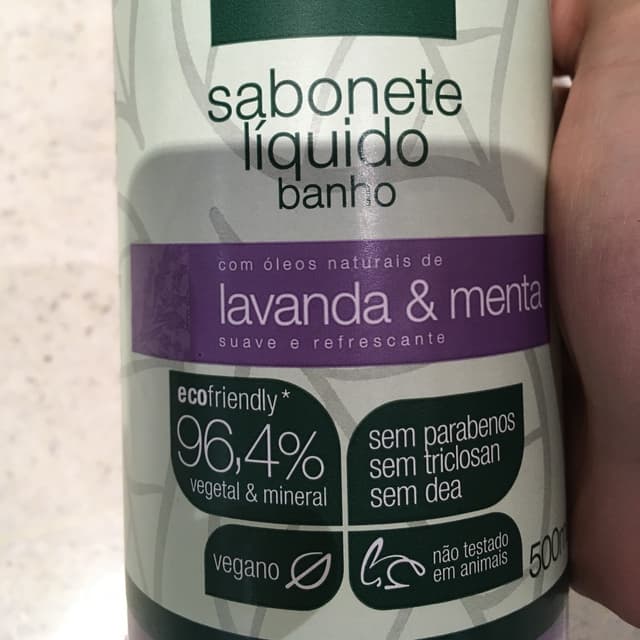 sabonete
líquido
banho
com óleos naturais de
lavanda & menta
suave e refrescante
ecofriendly*
96,4%
vegetal & mineral
sem parabenos
sem triclosan
sem dea
vegano
não testado
em animais
500m